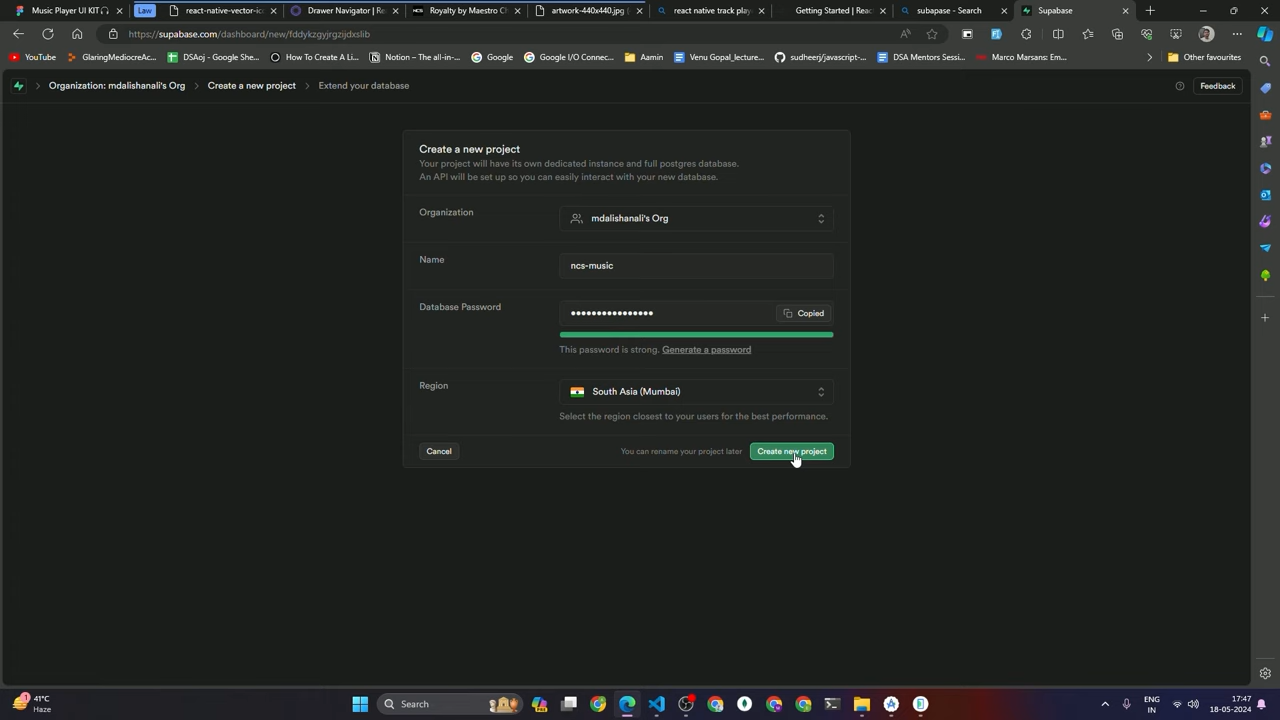 Music Player UI KIT🎧
Law
react-native-vector-ic
Drawer Navigator | Re
Royalty by Maestro Ch
artwork-440x440.jpg (
react native track play
Getting Started | Reac
subapase - Search
Supabase
https://supabase.com/dashboard/new/fddykzgyjrgzijdxslib
YouTube
GlaringMediocreAc...
DSAoj - Google She...
How To Create A Li...
Notion – The all-in-...
Google
Google I/O Connec...
Aamin
Venu Gopal_lecture...
sudheerj/javascript-...
DSA Mentors Sessi...
Marco Marsans: Em...
Other favourites
Organization: mdalishanali's Org
Create a new project
Extend your database
Feedback
Create a new project
Your project will have its own dedicated instance and full postgres database.
An API will be set up so you can easily interact with your new database.
Organization
mdalishanali's Org
Name
ncs-music
Database Password
••••••••••••••••
Copied
This password is strong. Generate a password
Region
South Asia (Mumbai)
Select the region closest to your users for the best performance.
Cancel
You can rename your project later
Create new project
1
41°C
Haze
Search
ENG
IN
17:47
18-05-2024